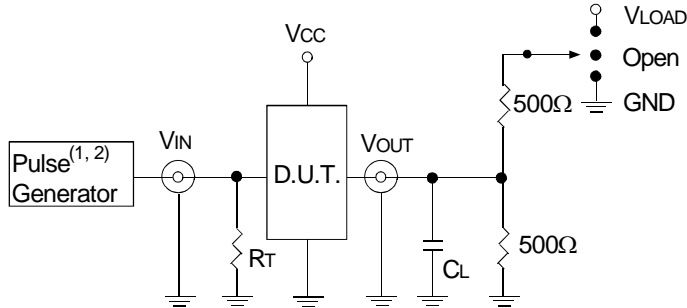 VLOAD
VCC
Open
500Ω
GND
VIN
VOUT
Pulse(1, 2)
Generator
D.U.T.
RT
CL
500Ω